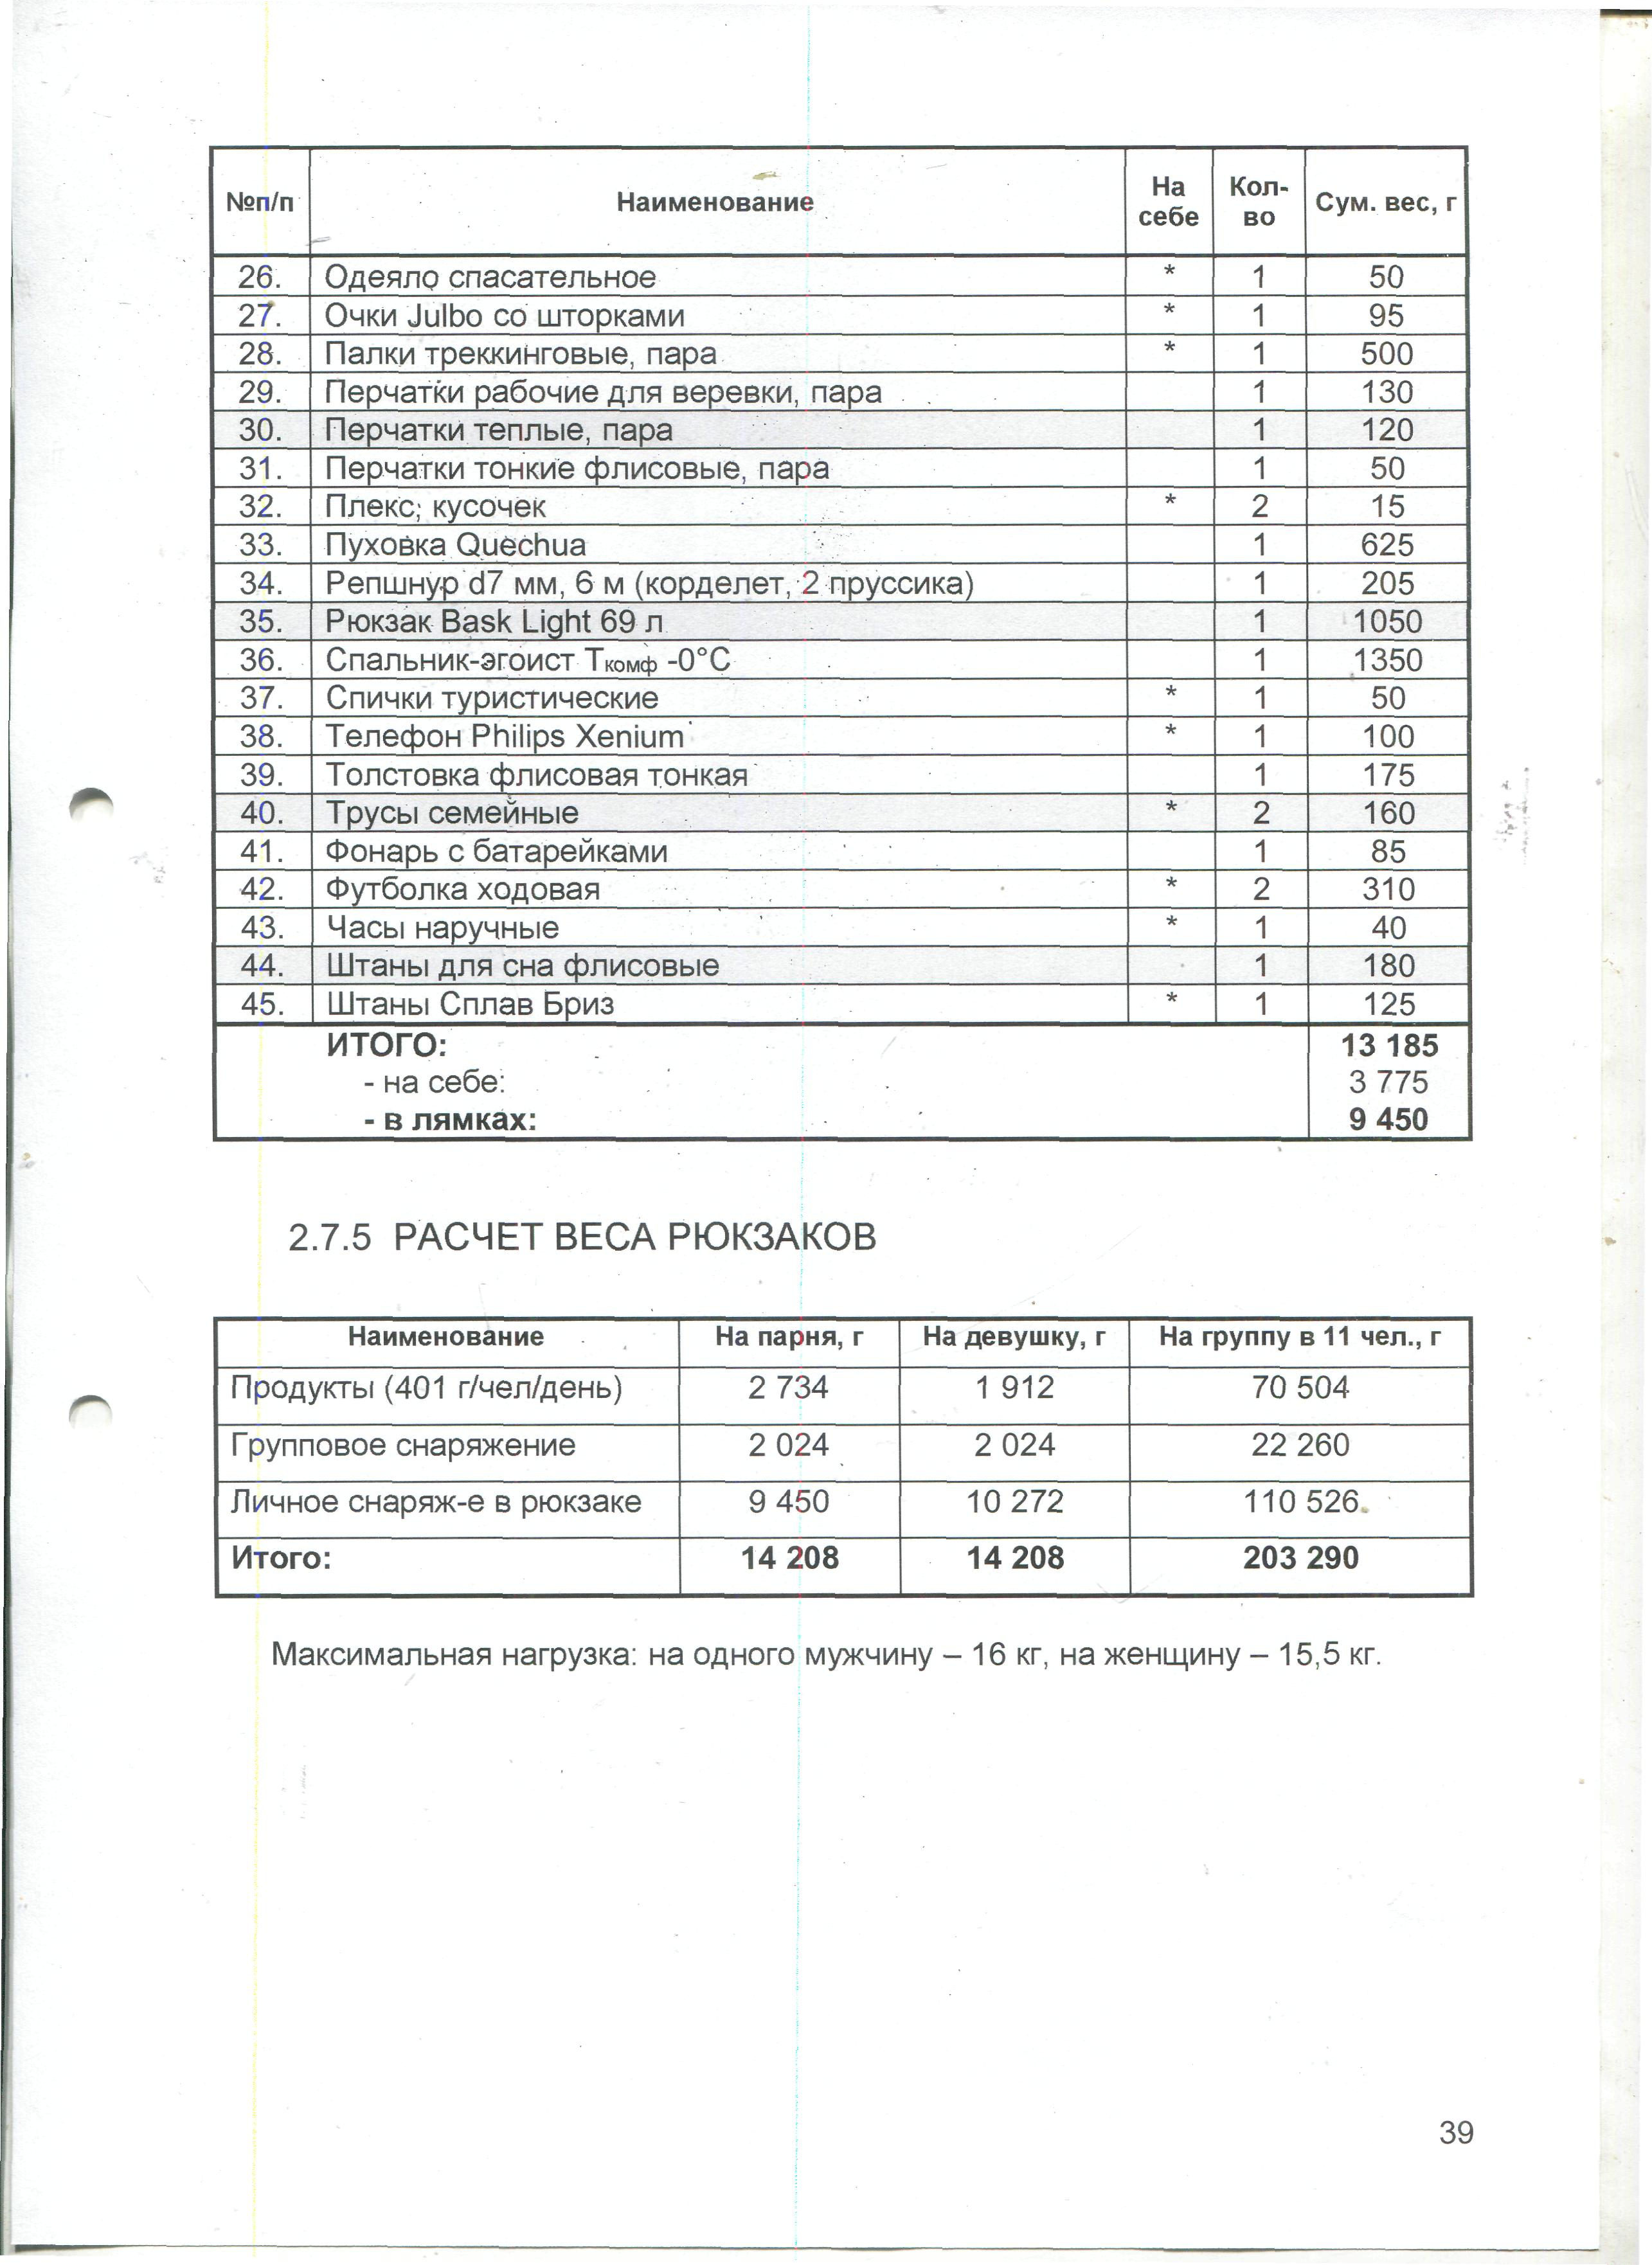 №п/п Наименование На себе Кол-во Сум. вес, г
26. Одеяло спасательное * 1 50
27. Очки Julbo со шторками * 1 95
28. Палки треккинговые, пара * 1 500
29. Перчатки рабочие для веревки, пара 1 130
30. Перчатки теплые, пара 1 120
31. Перчатки тонкие флисовые, пара 1 50
32. Плекс, кусочек * 2 15
33. Пуховка Quechua 1 625
34. Репшнур d7 мм, 6 м (корделет, 2 пруссика) 1 205
35. Рюкзак Bask Light 69 л 1 1050
36. Спальник-эгоист Ткомф -0°С 1 1350
37. Спички туристические * 1 50
38. Телефон Philips Xenium * 1 100
39. Толстовка флисовая тонкая 1 175
40. Трусы семейные * 2 160
41. Фонарь с батарейками 1 85
42. Футболка ходовая * 2 310
43. Часы наручные * 1 40
44. Штаны для сна флисовые 1 180
45. Штаны Сплав Бриз * 1 125
ИТОГО: 13 185
- на себе: 3 775
- в лямках: 9 450
2.7.5 РАСЧЕТ ВЕСА РЮКЗАКОВ
Наименование На парня, г На девушку, г На группу в 11 чел., г
Продукты (401 г/чел/день) 2 734 1 912 70 504
Групповое снаряжение 2 024 2 024 22 260
Личное снаряж-е в рюкзаке 9 450 10 272 110 526
Итого: 14 208 14 208 203 290
Максимальная нагрузка: на одного мужчину – 16 кг, на женщину – 15,5 кг.
39